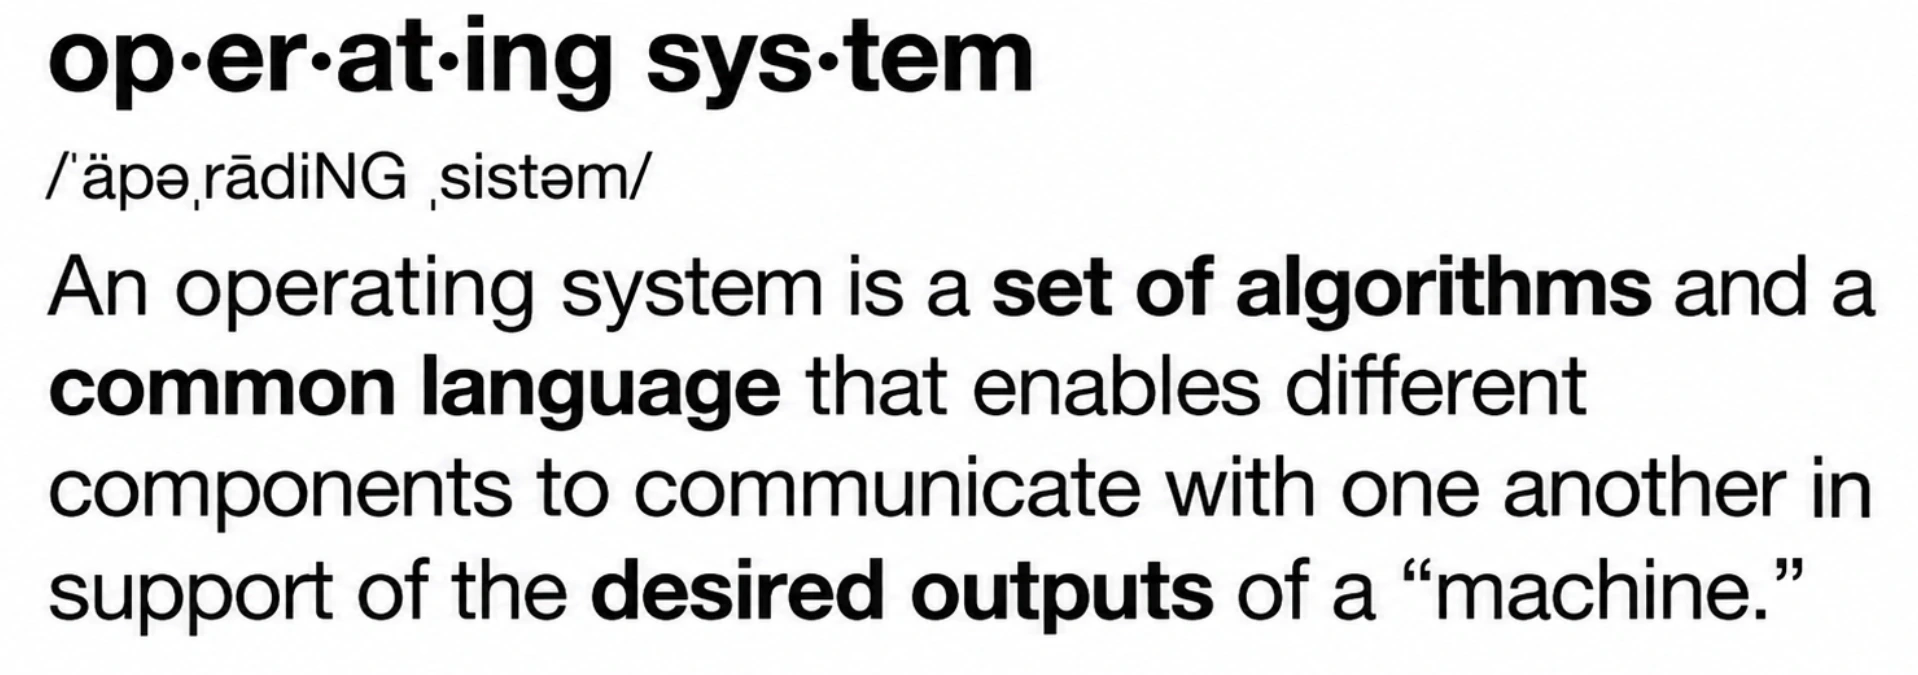 op·er·at·ing sys·tem
/ˈäpəˌrādiNG ˌsistəm/
An operating system is a set of algorithms and a
common language that enables different
components to communicate with one another in
support of the desired outputs of a “machine.”